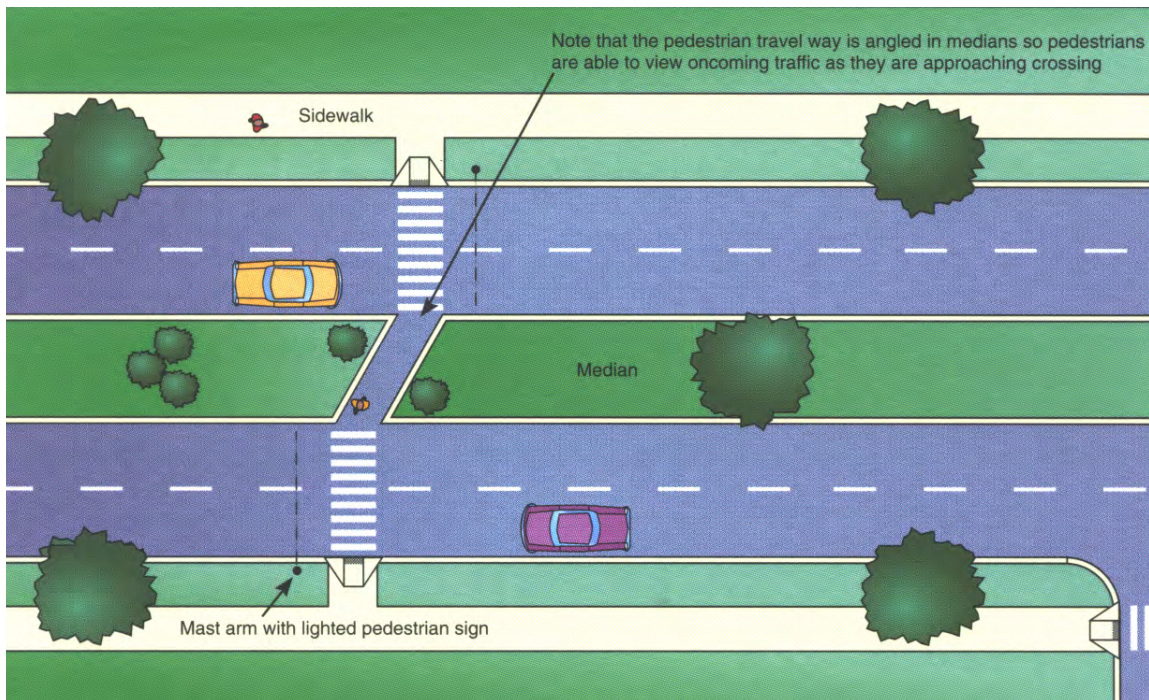 Note that the pedestrian travel way is angled in medians so pedestrians
are able to view oncoming traffic as they are approaching crossing
Sidewalk
Median
Mast arm with lighted pedestrian sign